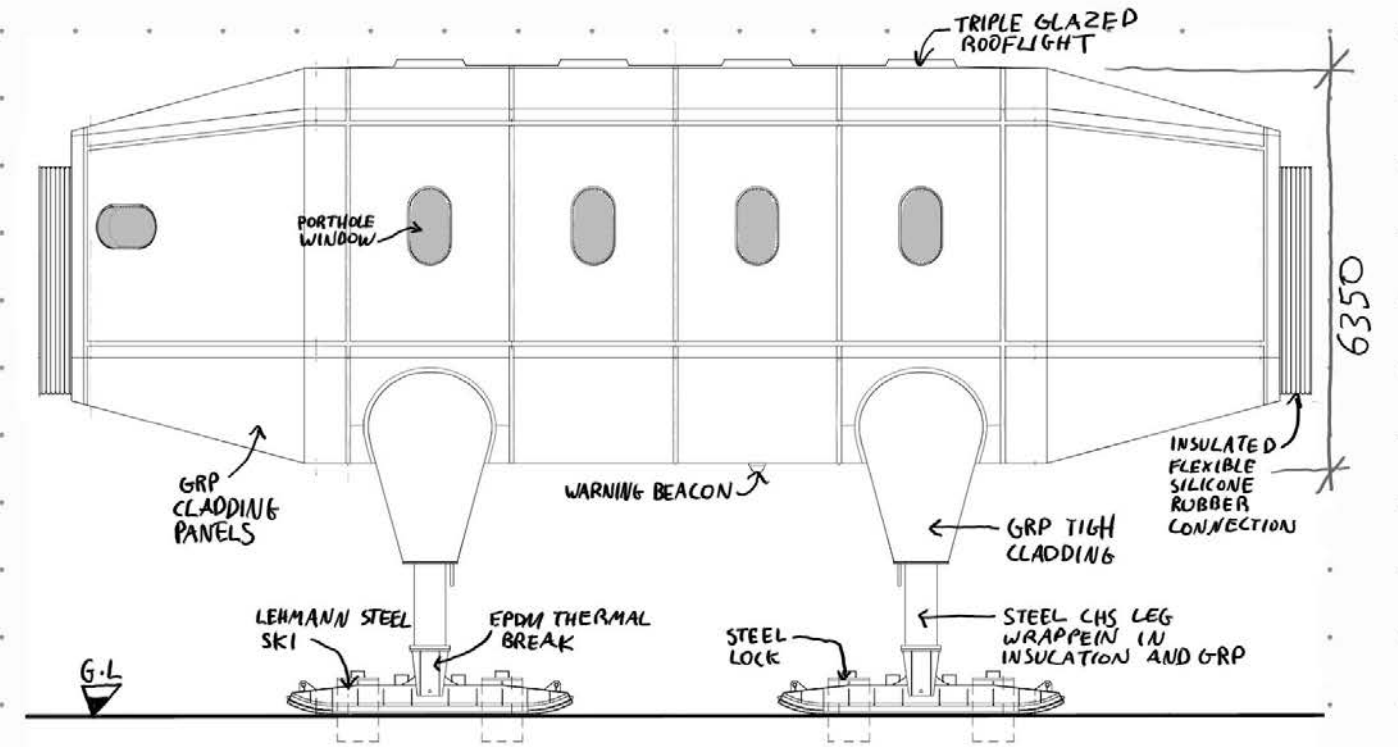 TRIPLE GLAZED
ROOFLIGHT
PORTHOLE
WINDOW
6350
GRP
CLADDING
PANELS
WARNING BEACON
INSULATED
FLEXIBLE
SILICONE
RUBBER
CONNECTION
GRP TIGH
CLADDING
LEHMANN STEEL
SKI
EPDM THERMAL
BREAK
STEEL
LOCK
STEEL CHS LEG
WRAPPEIN IN
INSULATION AND GRP
G.L